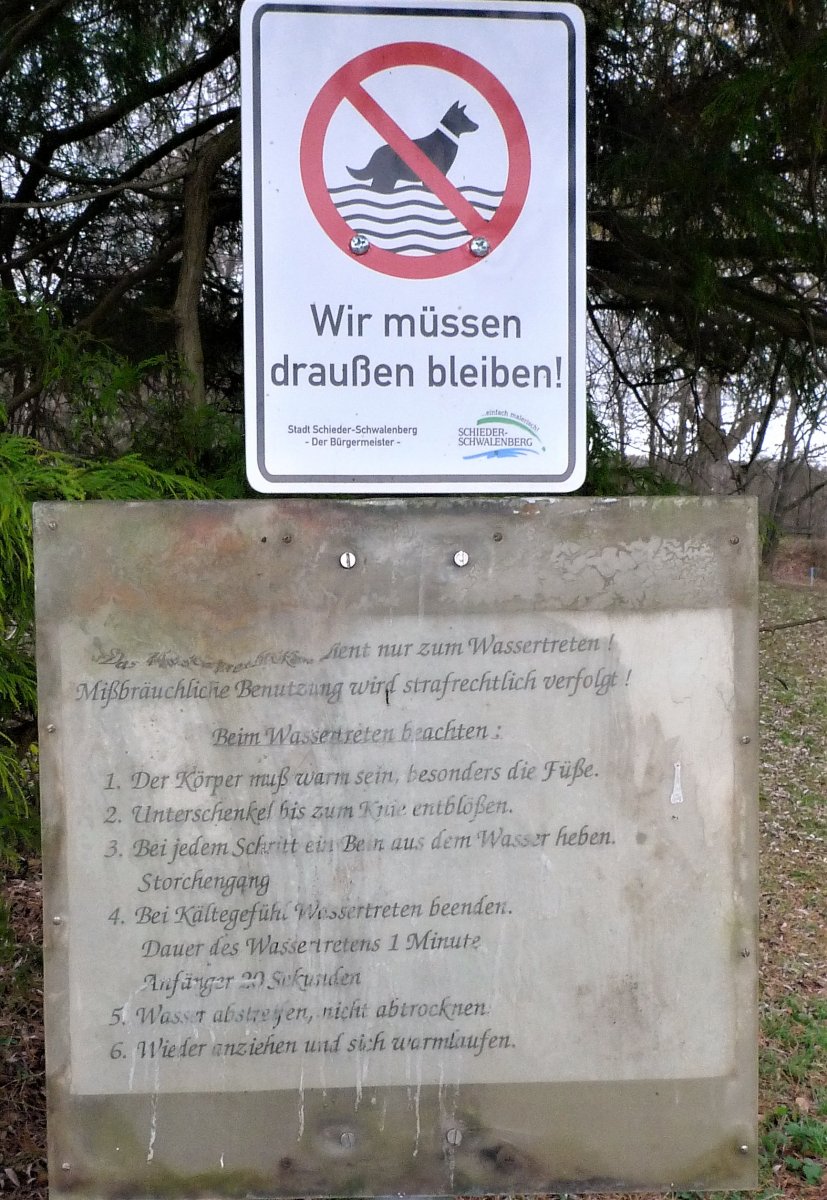 Wir müssen
draußen bleiben!
Stadt Schieder-Schwalenberg
- Der Bürgermeister -
...einfach malerisch!
SCHIEDER-
SCHWALENBERG
Das dient nur zum Wassertreten !
Mißbräuchliche Benutzung wird strafrechtlich verfolgt !
Beim Wassertreten beachten :
1. Der Körper muß warm sein, besonders die Füße.
2. Unterschenkel bis zum Knie entblößen.
3. Bei jedem Schritt ein Bein aus dem Wasser heben.
Storchengang
4. Bei Kältegefühl Wassertreten beenden.
Dauer des Wassertretens 1 Minute
Anfänger 20 Sekunden
5. Wasser abstreifen, nicht abtrocknen.
6. Wieder anziehen und sich warmlaufen.